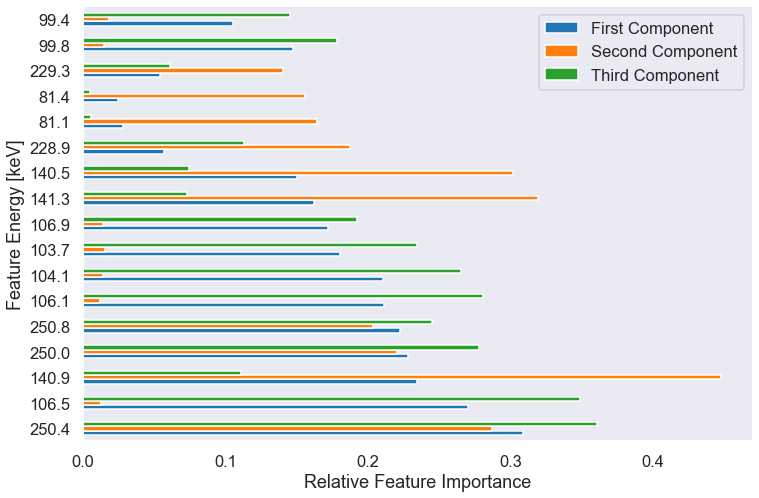 First Component
Second Component
Third Component
Feature Energy [keV]
99.4
99.8
229.3
81.4
81.1
228.9
140.5
141.3
106.9
103.7
104.1
106.1
250.8
250.0
140.9
106.5
250.4
0.0 0.1 0.2 0.3 0.4
Relative Feature Importance